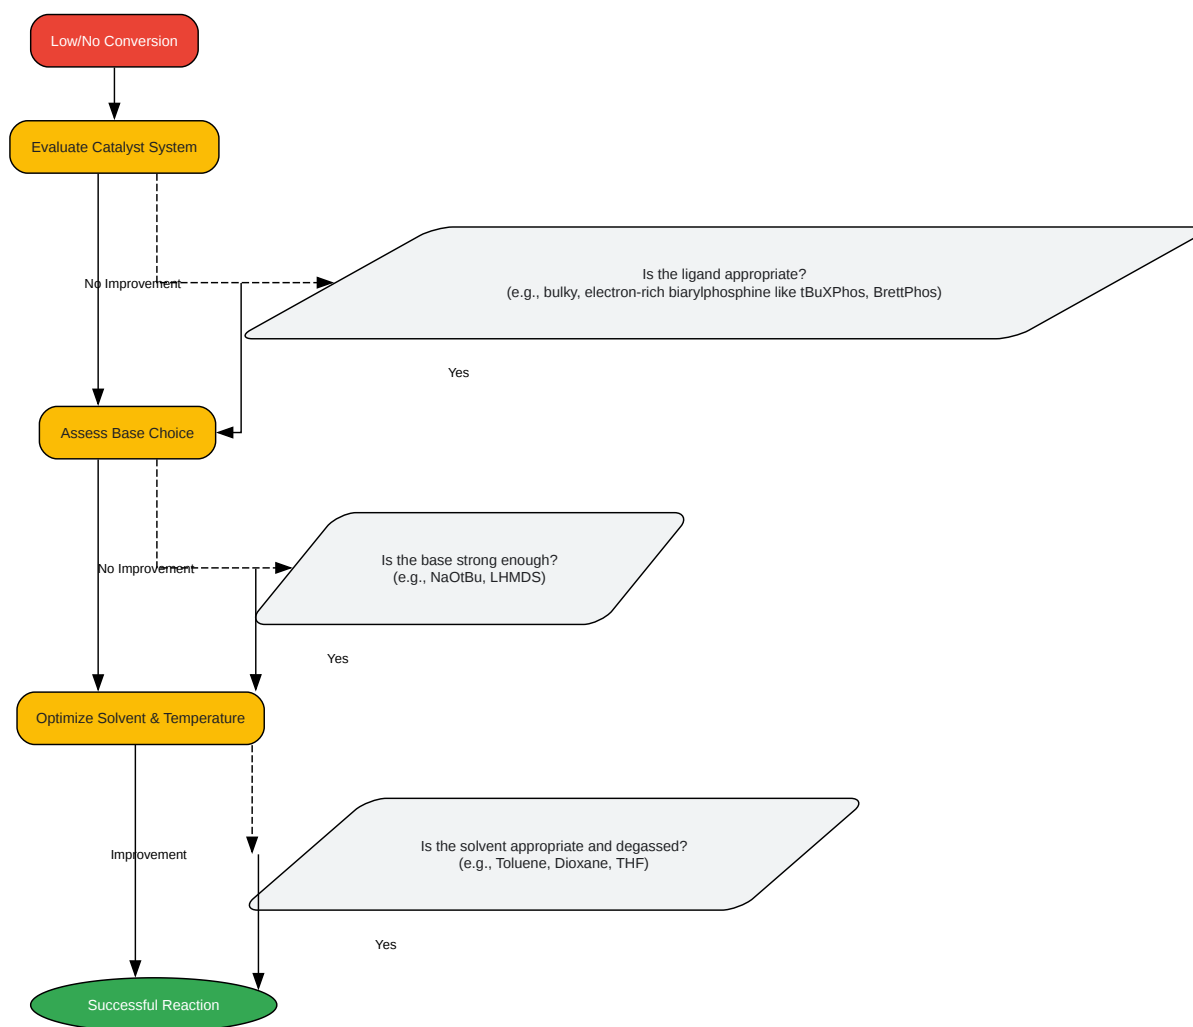 Low/No Conversion
Evaluate Catalyst System
Is the ligand appropriate?
(e.g., bulky, electron-rich biarylphosphine like tBuXPhos, BrettPhos)
No Improvement
Yes
Assess Base Choice
Is the base strong enough?
(e.g., NaOtBu, LHMDS)
No Improvement
Yes
Optimize Solvent & Temperature
Is the solvent appropriate and degassed?
(e.g., Toluene, Dioxane, THF)
Improvement
Yes
Successful Reaction